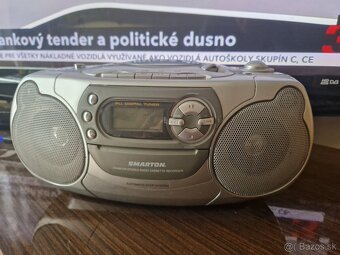 ankový tender a politické dusno
PRE VŠETKY NÁKLADNÉ VOZIDLÁ VYUŽÍVANÉ AKO VOZIDLÁ AUTOŠKOLY SKUPÍN C, CE
PLL DIGITAL TUNER
SMARTON
bazos.sk